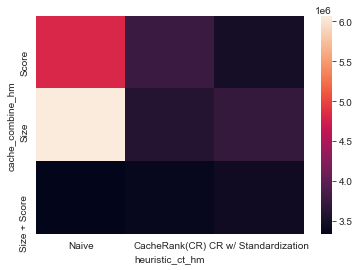 1e6
6.0
5.5
5.0
4.5
4.0
3.5
cache_combine_hm
Score
Size
Size + Score
Naive
CacheRank(CR)
CR w/ Standardization
heuristic_ct_hm